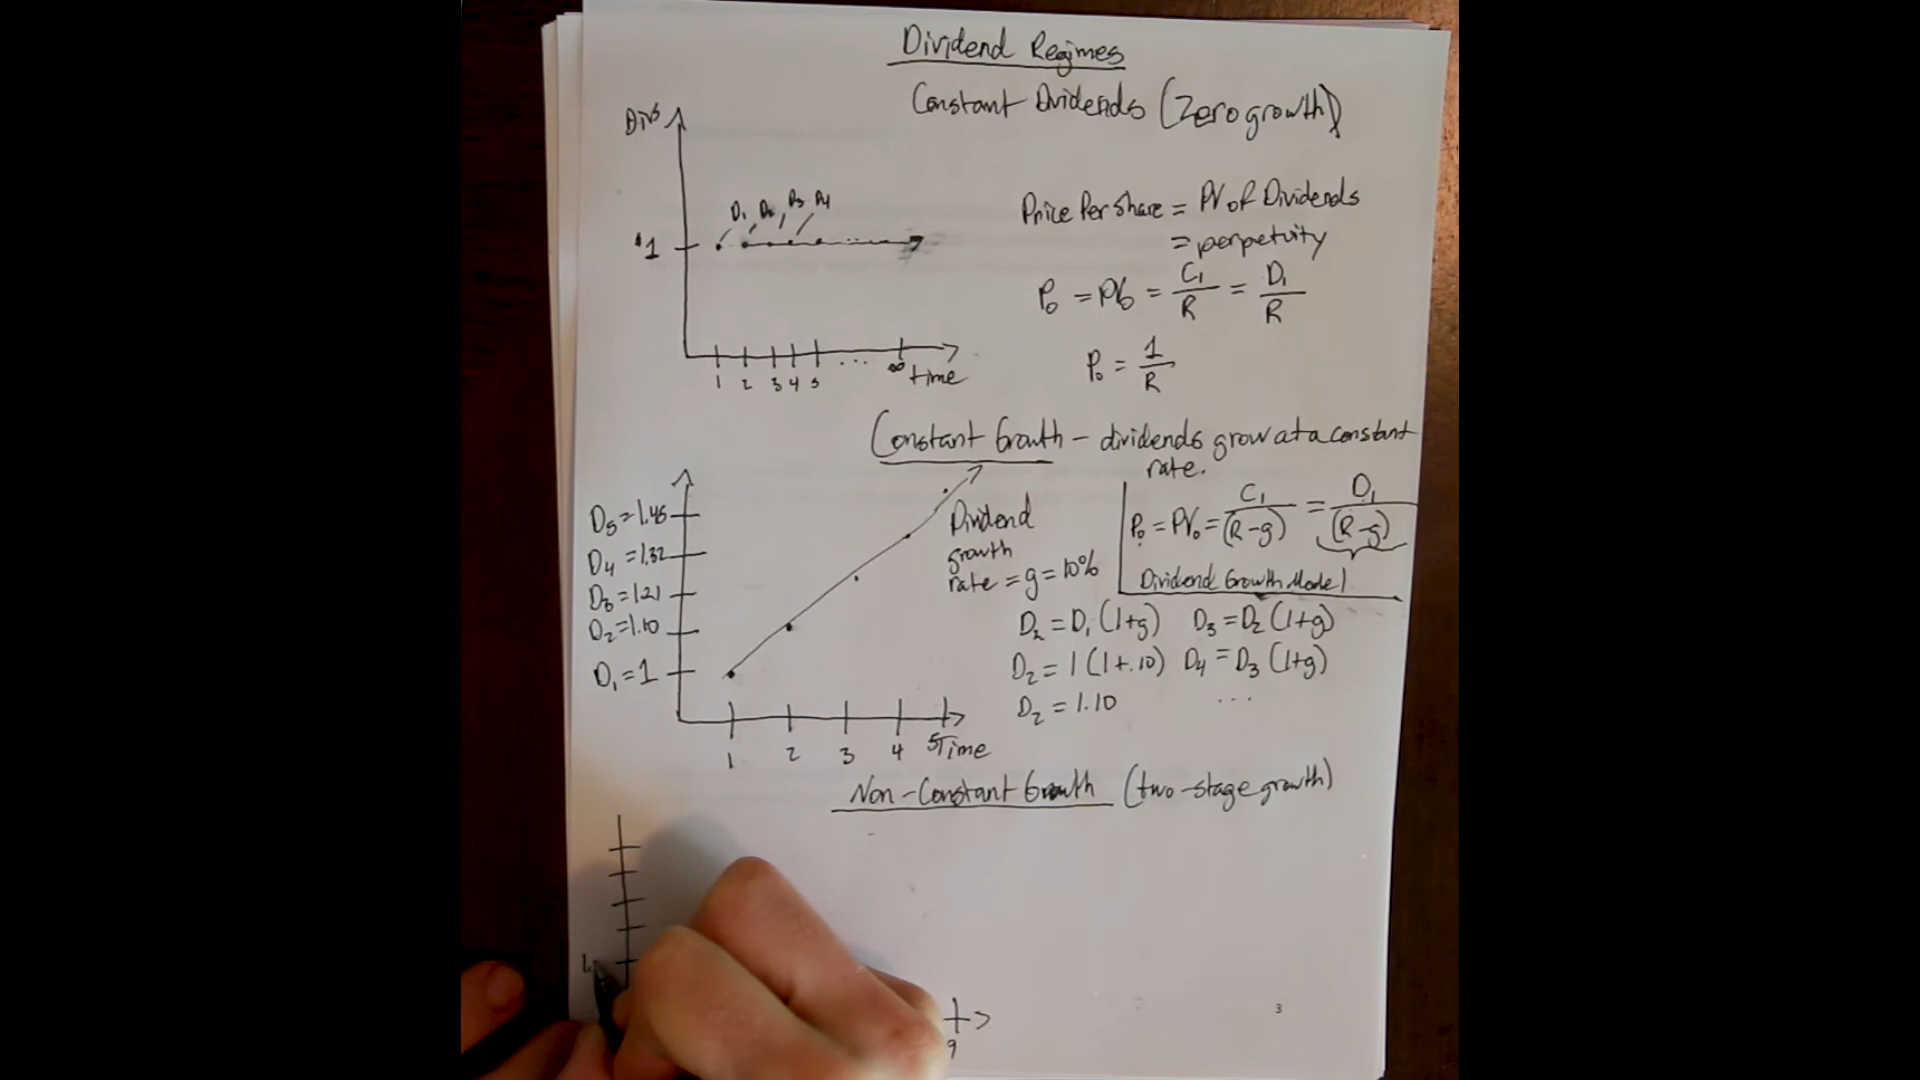 Dividend Regimes
Constant Dividends (Zero growth)
Divs
D1 D2 D3 D4
$1
1 2 3 4 5 ... ∞ time
Price Per Share = PV of Dividends
= perpetuity
P0 = PV0 = C1/R = D1/R
P0 = 1/R
Constant Growth - dividends grow at a constant
rate.
D5 = 1.46
D4 = 1.32
D3 = 1.21
D2 = 1.10
D1 = 1
1 2 3 4 5 Time
Dividend
growth
rate = g = 10%
P0 = PV0 = C1/(R-g) = D1/(R-g)
Dividend Growth Model
D2 = D1 (1+g) D3 = D2 (1+g)
D2 = 1 (1+.10) D4 = D3 (1+g)
D2 = 1.10 ...
Non-Constant Growth (two-stage growth)
1.
9
3